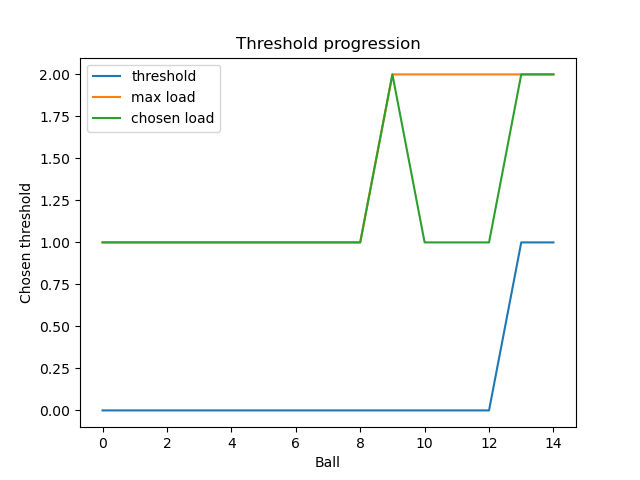 Threshold progression
threshold
max load
chosen load
2.00
1.75
1.50
1.25
1.00
0.75
0.50
0.25
0.00
Chosen threshold
0 2 4 6 8 10 12 14
Ball